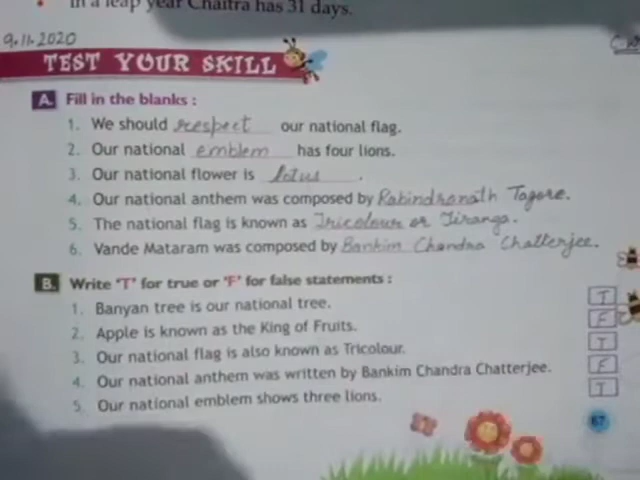 In a leap year Chaitra has 31 days.
9.11.2020
TEST YOUR SKILL
A. Fill in the blanks :
1. We should respect our national flag.
2. Our national emblem has four lions.
3. Our national flower is lotus .
4. Our national anthem was composed by Rabindranath Tagore.
5. The national flag is known as Tricolour or Tiranga.
6. Vande Mataram was composed by Bankim Chandra Chatterjee.
B. Write 'T' for true or 'F' for false statements :
1. Banyan tree is our national tree. T
2. Apple is known as the King of Fruits. F
3. Our national flag is also known as Tricolour. T
4. Our national anthem was written by Bankim Chandra Chatterjee. F
5. Our national emblem shows three lions. T
67